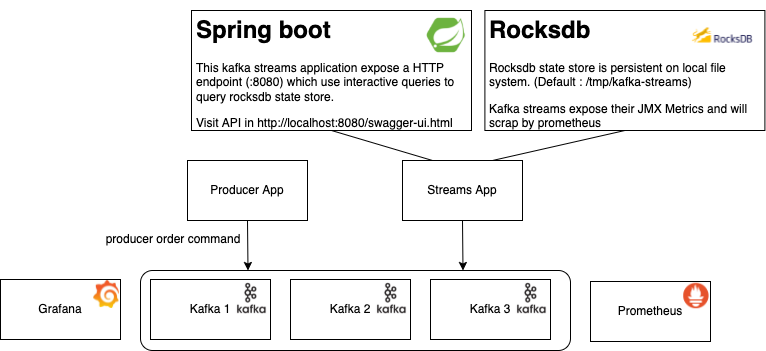 Spring boot
This kafka streams application expose a HTTP
endpoint (:8080) which use interactive queries to
query rocksdb state store.
Visit API in http://localhost:8080/swagger-ui.html
Rocksdb
RocksDB
Rocksdb state store is persistent on local file
system. (Default : /tmp/kafka-streams)
Kafka streams expose their JMX Metrics and will
scrap by prometheus
Producer App
Streams App
producer order command
Grafana
Kafka 1
kafka
Kafka 2
kafka
Kafka 3
kafka
Prometheus